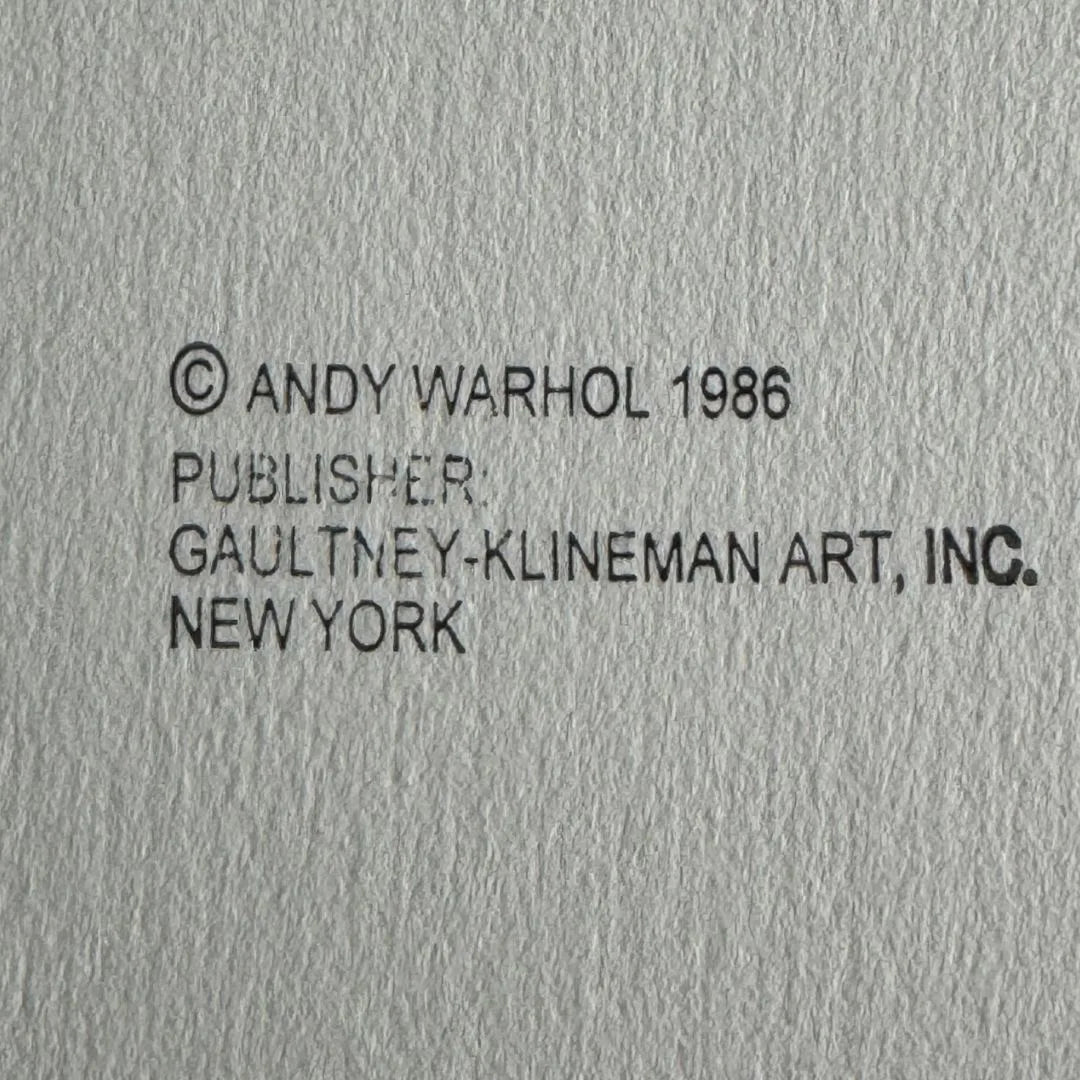 © ANDY WARHOL 1986
PUBLISHER:
GAULTNEY-KLINEMAN ART, INC.
NEW YORK